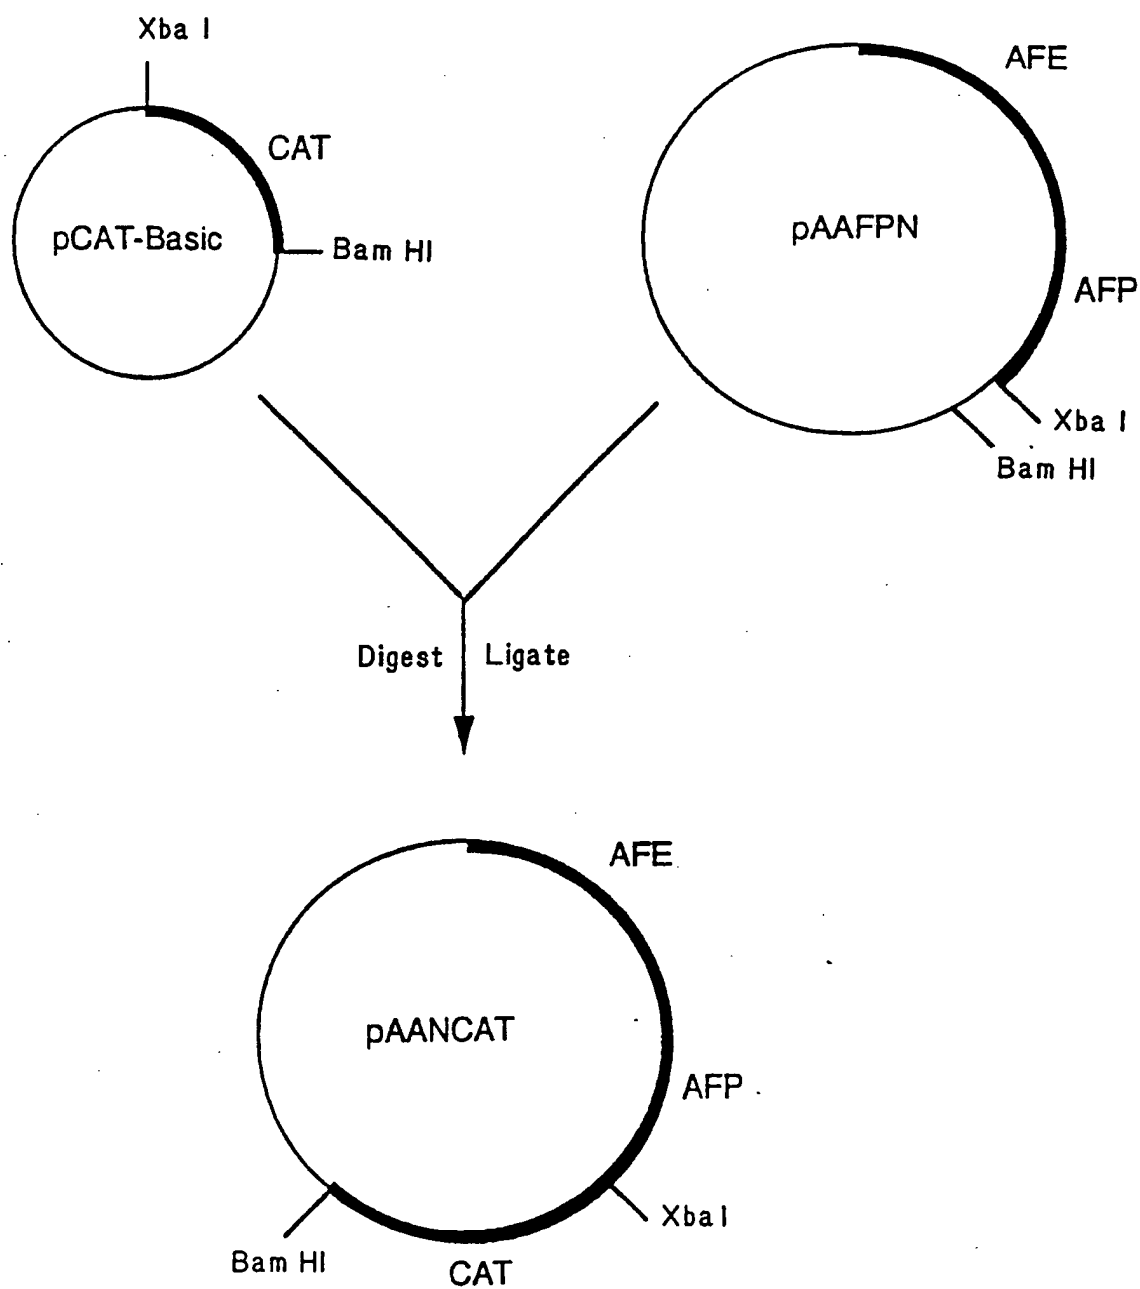 Xba I
CAT
pCAT-Basic
Bam HI
AFE
pAAFPN
AFP
Xba I
Bam HI
Digest
Ligate
AFE
pAANCAT
AFP
Xba I
Bam HI
CAT